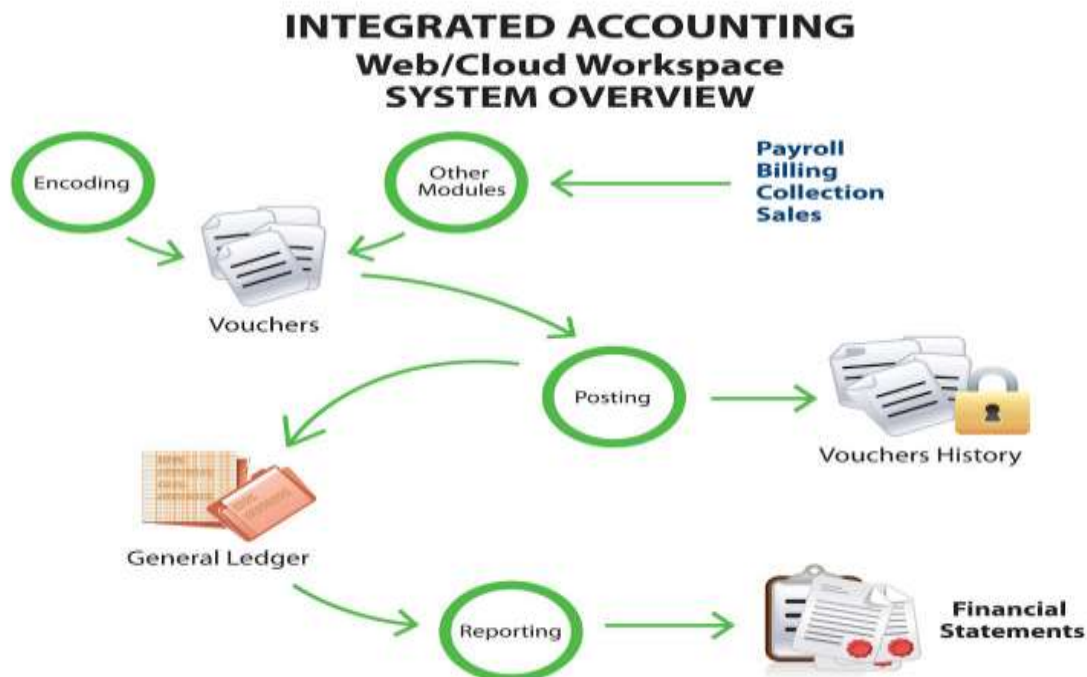 INTEGRATED ACCOUNTING
Web/Cloud Workspace
SYSTEM OVERVIEW
Encoding
Other
Modules
Payroll
Billing
Collection
Sales
Vouchers
Posting
Vouchers History
General Ledger
Reporting
Financial
Statements